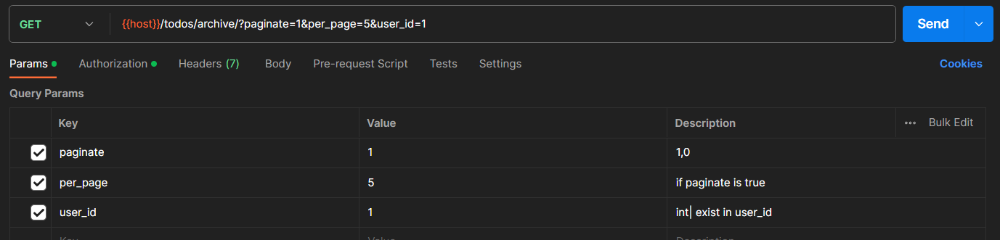 GET {{host}}/todos/archive/?paginate=1&per_page=5&user_id=1 Send
Params Authorization Headers (7) Body Pre-request Script Tests Settings Cookies
Query Params
Key Value Description ••• Bulk Edit
paginate 1 1,0
per_page 5 if paginate is true
user_id 1 int| exist in user_id
Key Value Description